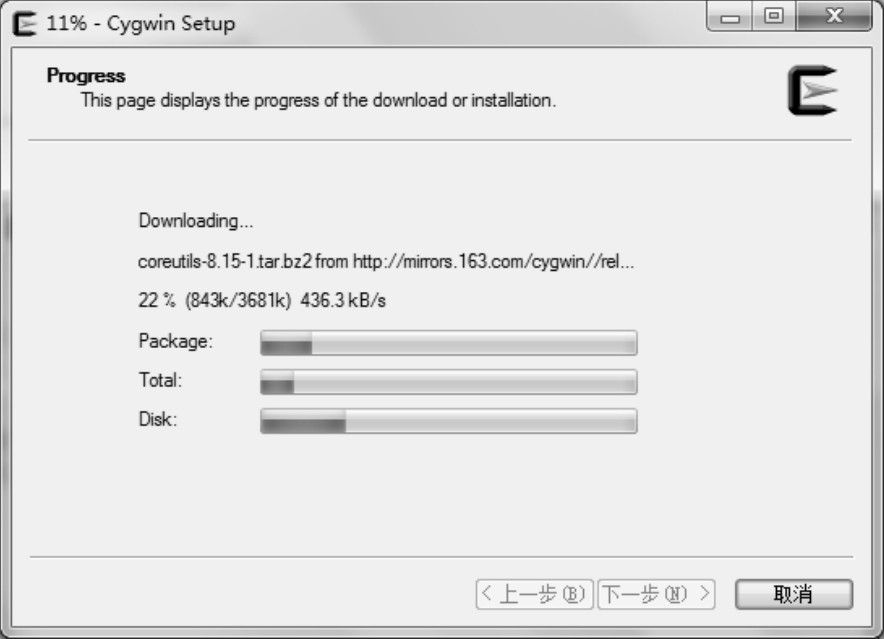 11% - Cygwin Setup
Progress
This page displays the progress of the download or installation.
Downloading...
coreutils-8.15-1.tar.bz2 from http://mirrors.163.com/cygwin//rel...
22 % (843k/3681k) 436.3 kB/s
Package:
Total:
Disk:
< 上一步(B) 下一步(N) > 取消